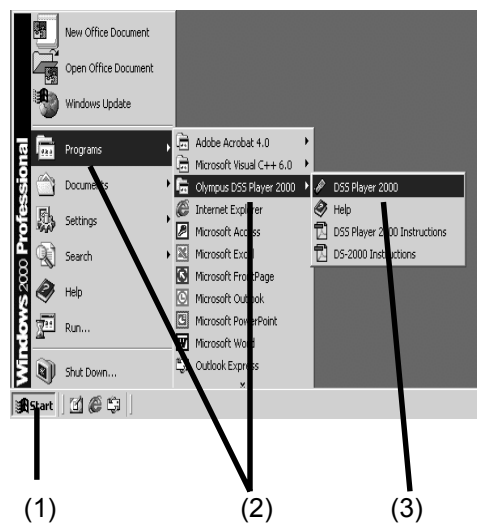 New Office Document
Open Office Document
Windows Update
Windows 2000 Professional
Programs
Documents
Settings
Search
Help
Run...
Shut Down...
Adobe Acrobat 4.0
Microsoft Visual C++ 6.0
Olympus DSS Player 2000
Internet Explorer
Microsoft Access
Microsoft Excel
Microsoft FrontPage
Microsoft Outlook
Microsoft PowerPoint
Microsoft Word
Outlook Express
DSS Player 2000
Help
DSS Player 2000 Instructions
DS-2000 Instructions
Start
(1) (2) (3)